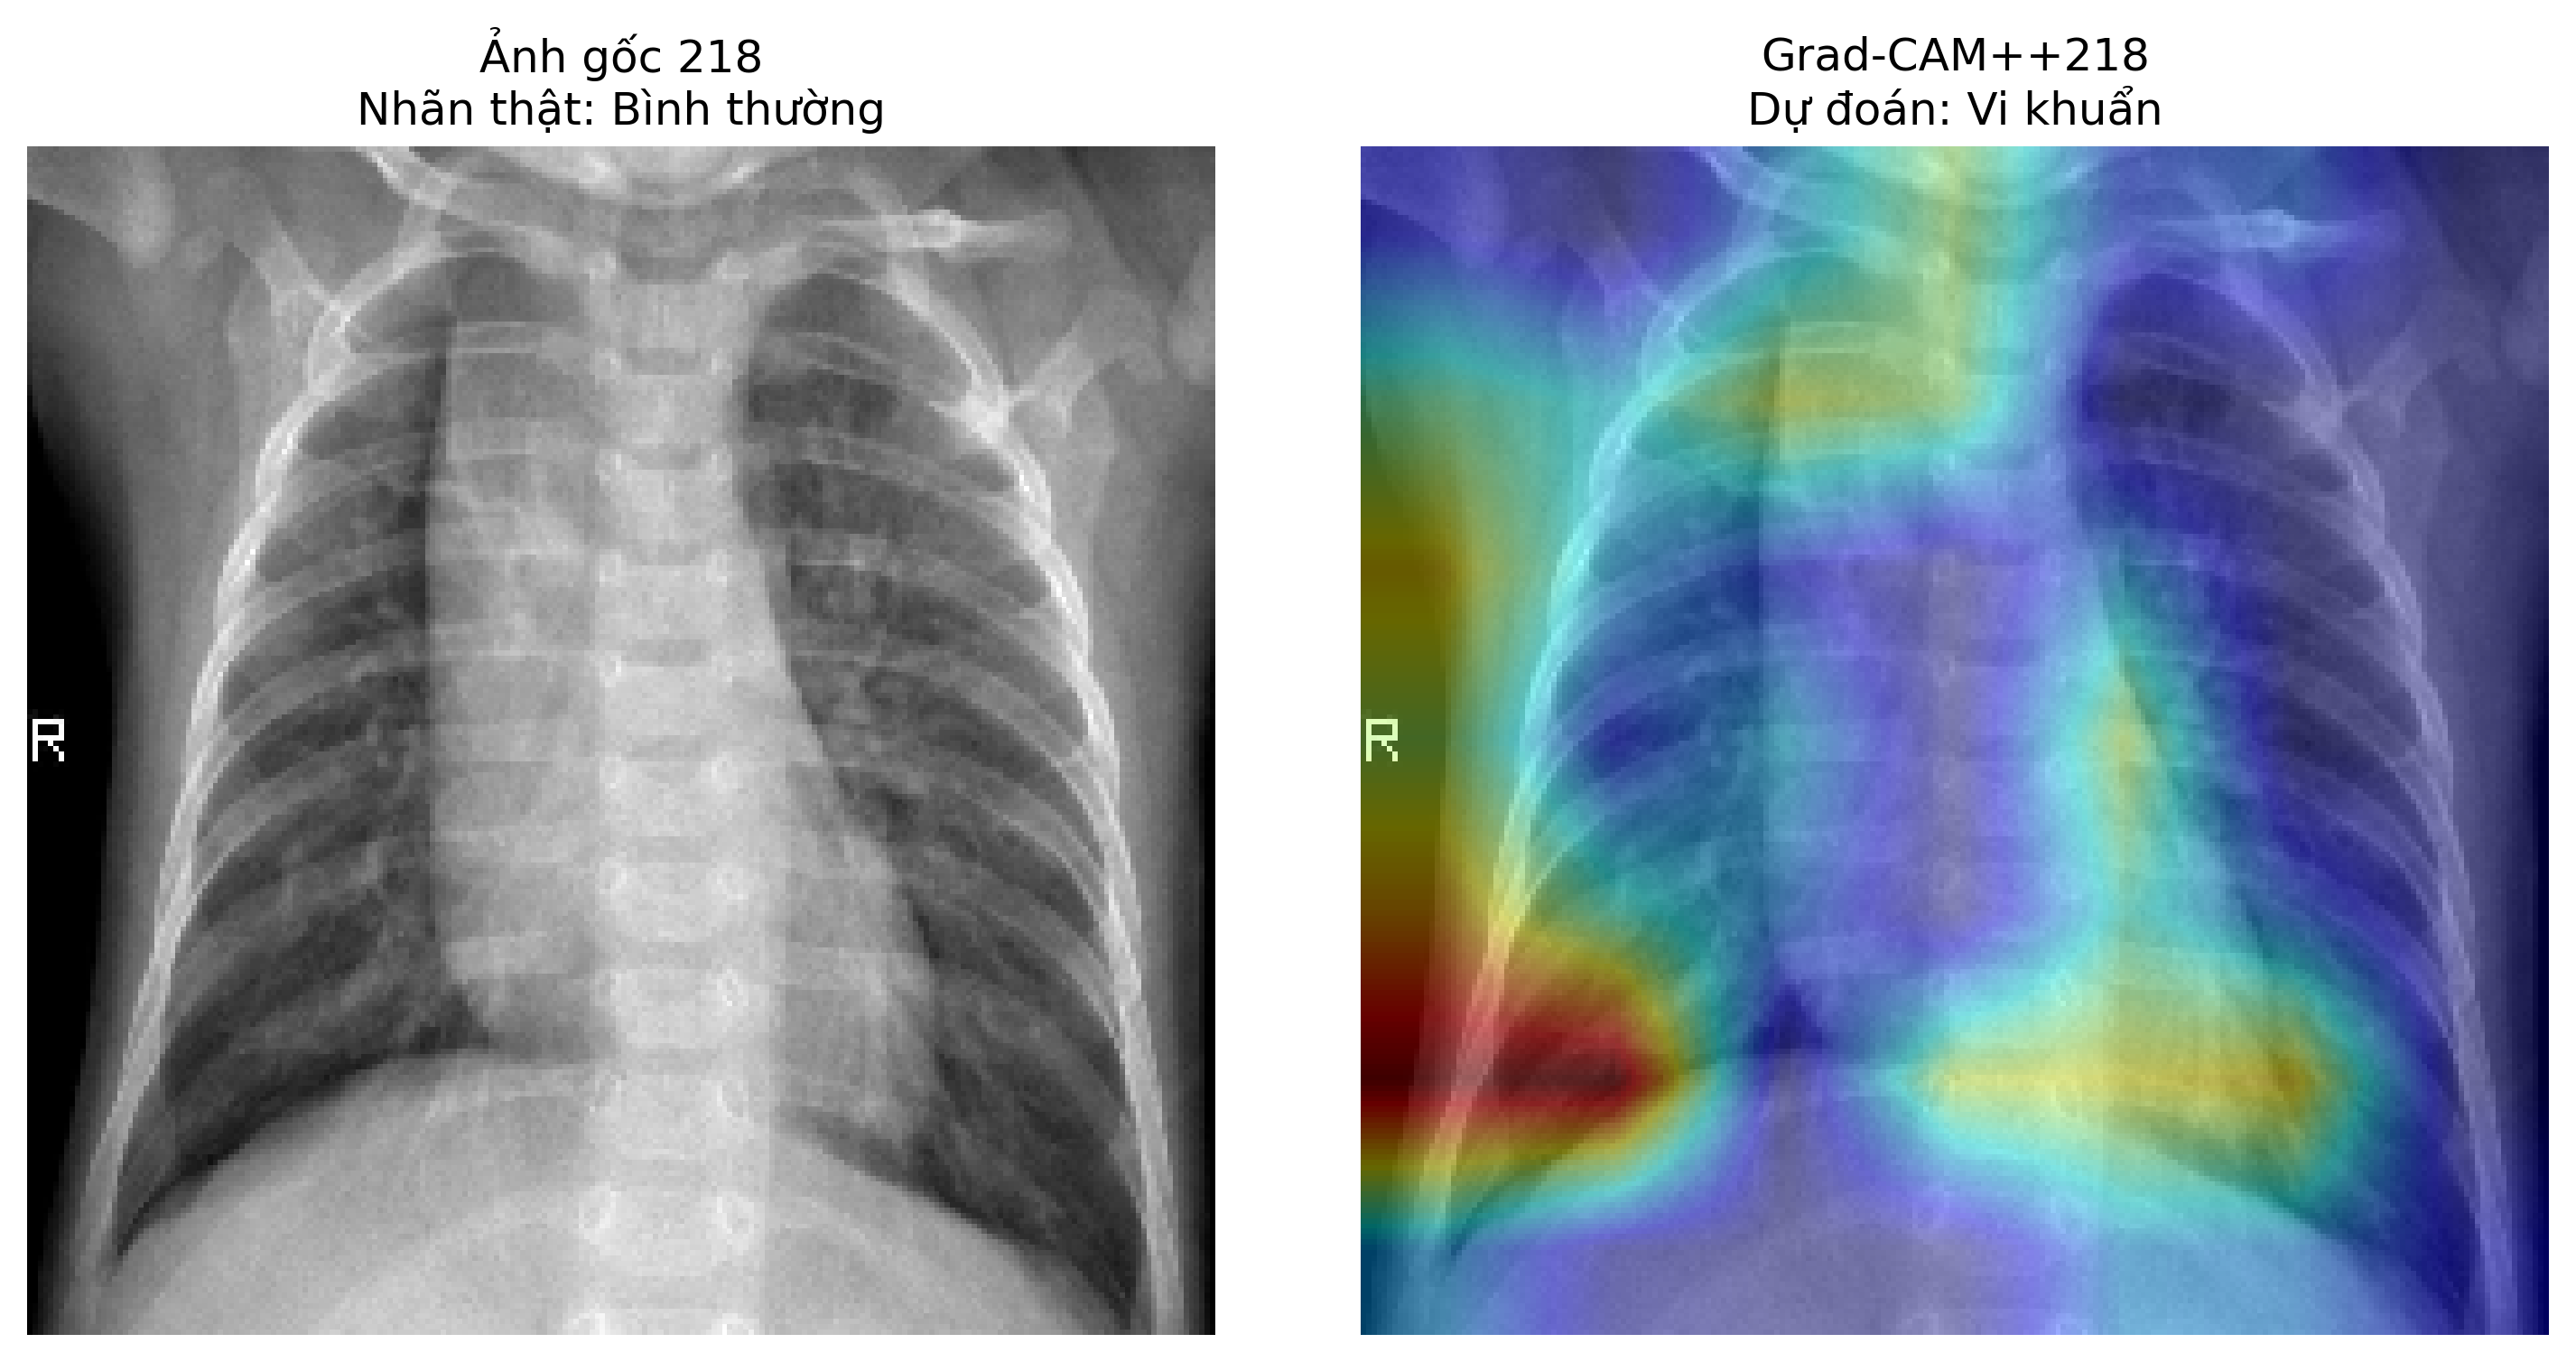 Ảnh gốc 218
Nhãn thật: Bình thường
Grad-CAM++218
Dự đoán: Vi khuẩn
R
R